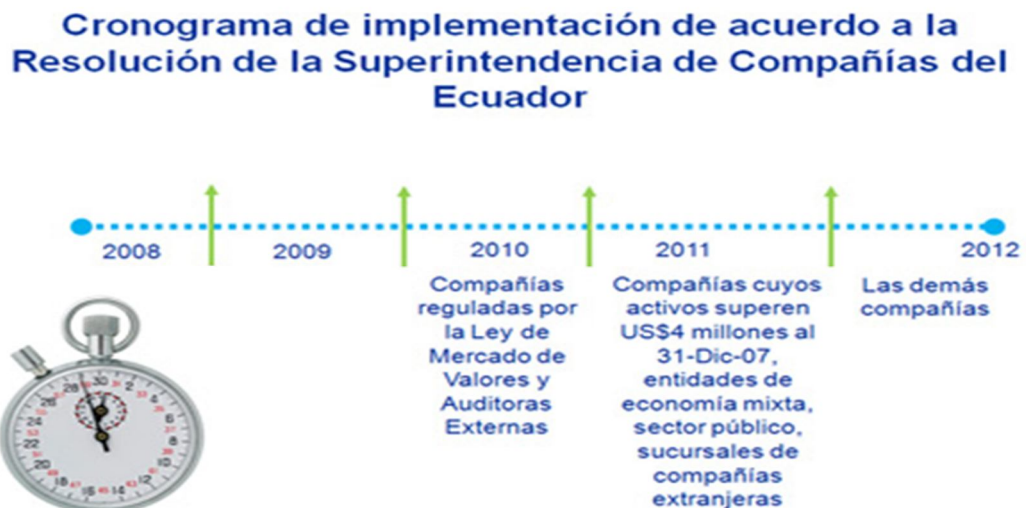 Cronograma de implementación de acuerdo a la
Resolución de la Superintendencia de Compañías del
Ecuador
2008
2009
2010
2011
2012
Compañías
reguladas por
la Ley de
Mercado de
Valores y
Auditoras
Externas
Compañías cuyos
activos superen
US$4 millones al
31-Dic-07,
entidades de
economía mixta,
sector público,
sucursales de
compañías
extranjeras
Las demás
compañías